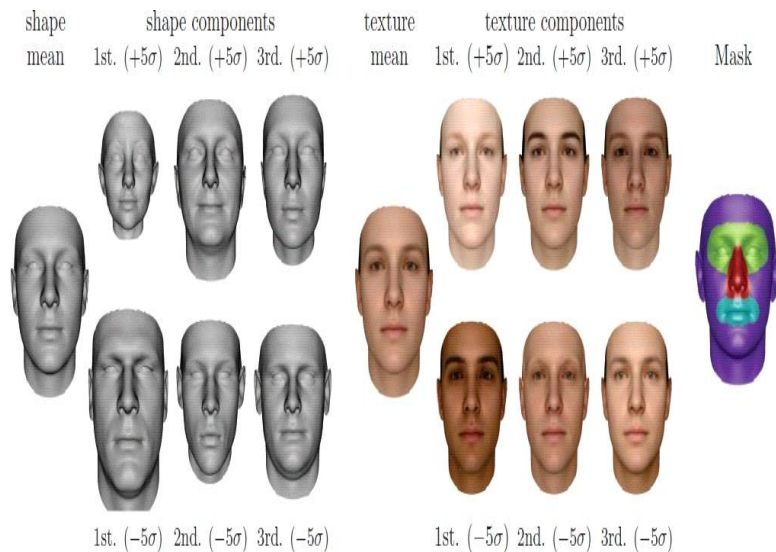 shape shape components texture texture components
mean 1st. (+5σ) 2nd. (+5σ) 3rd. (+5σ) mean 1st. (+5σ) 2nd. (+5σ) 3rd. (+5σ) Mask
1st. (−5σ) 2nd. (−5σ) 3rd. (−5σ) 1st. (−5σ) 2nd. (−5σ) 3rd. (−5σ)